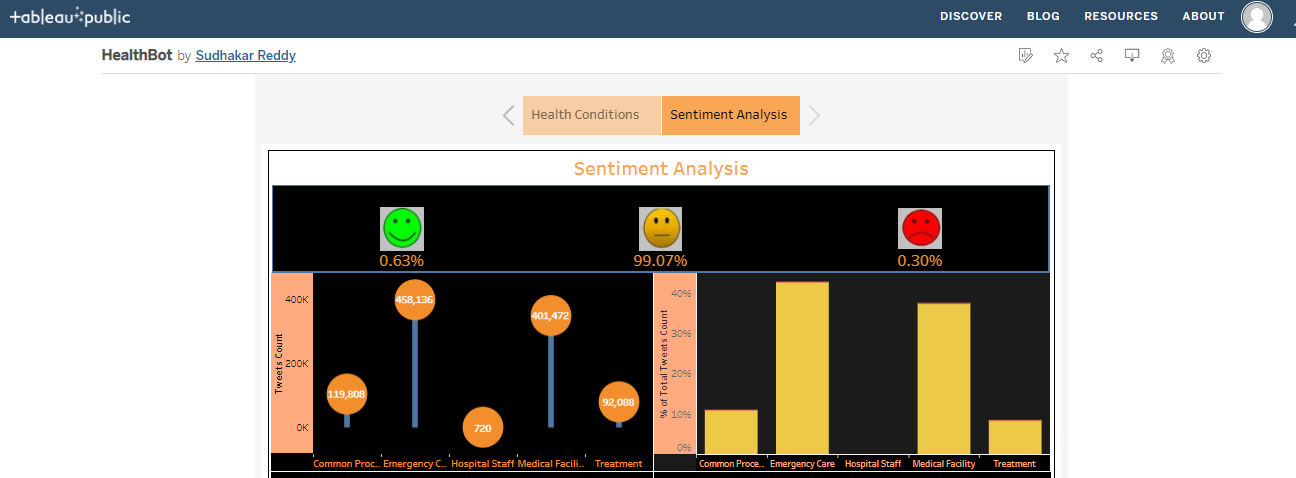 +ableau public
DISCOVER BLOG RESOURCES ABOUT
HealthBot by Sudhakar Reddy
Health Conditions Sentiment Analysis
Sentiment Analysis
0.63% 99.07% 0.30%
Tweets Count
400K
200K
0K
119,808
458,136
720
401,472
92,088
Common Proc.. Emergency C.. Hospital Staff Medical Facili.. Treatment
% of Total Tweets Count
40%
30%
20%
10%
0%
Common Proce.. Emergency Care Hospital Staff Medical Facility Treatment